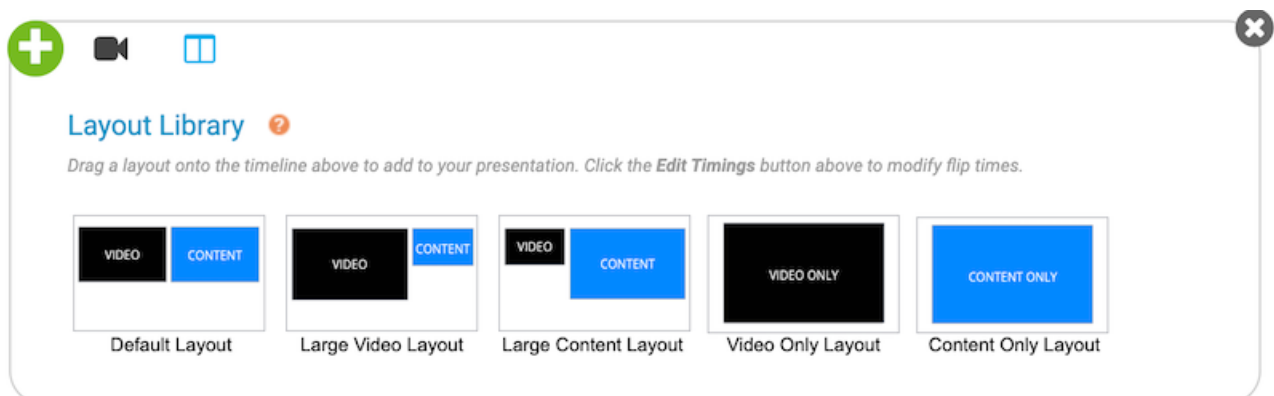 Layout Library ?
Drag a layout onto the timeline above to add to your presentation. Click the Edit Timings button above to modify flip times.
VIDEO CONTENT
VIDEO CONTENT
VIDEO CONTENT
VIDEO ONLY
CONTENT ONLY
Default Layout Large Video Layout Large Content Layout Video Only Layout Content Only Layout